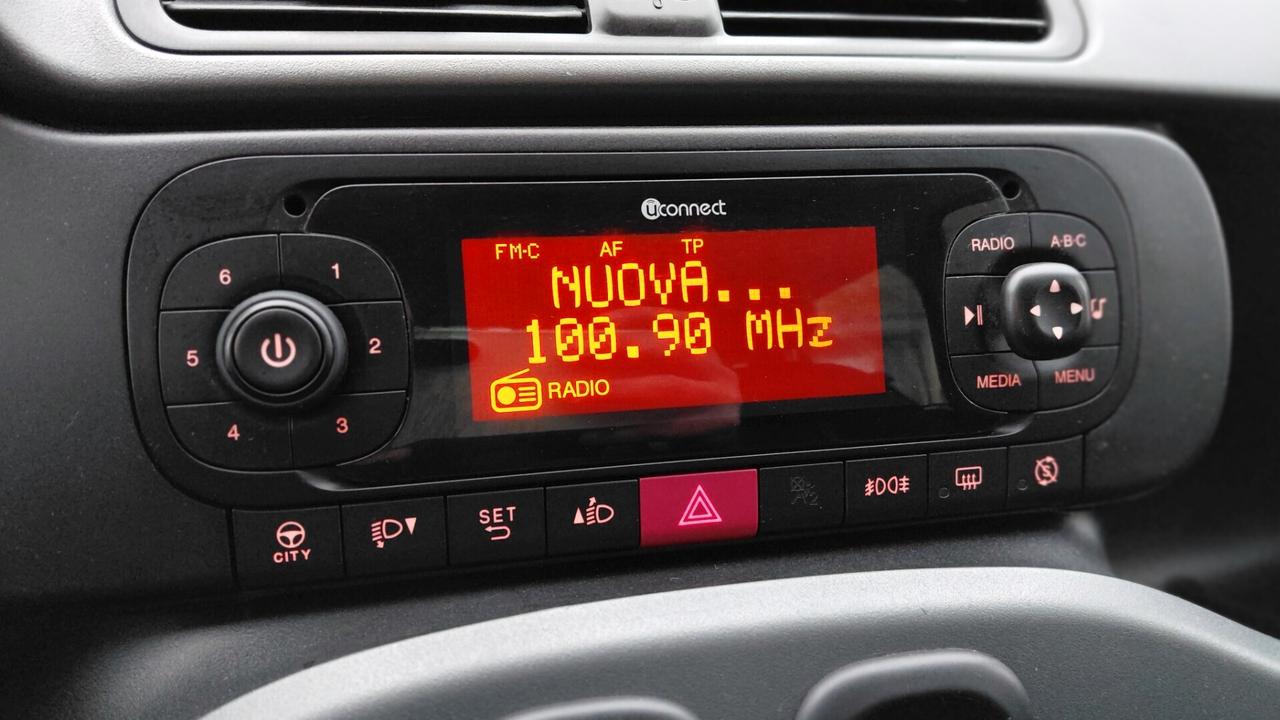 uconnect
FM-C AF TP
NUOVA...
100.90 MHz
RADIO
6
1
5
2
4
3
RADIO
A·B·C
MEDIA
MENU
CITY
SET